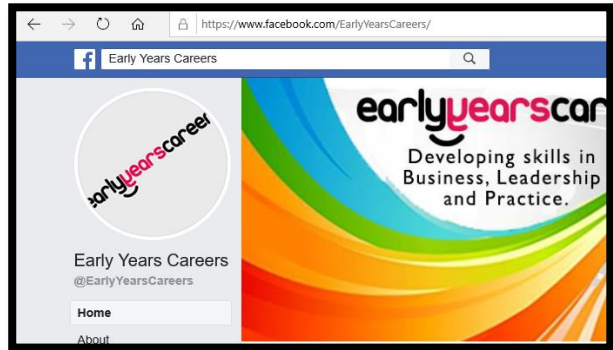 https://www.facebook.com/EarlyYearsCareers/
f Early Years Careers
earlyyearscareer
earlyyearscar
Developing skills in
Business, Leadership
and Practice.
Early Years Careers
@EarlyYearsCareers
Home
About